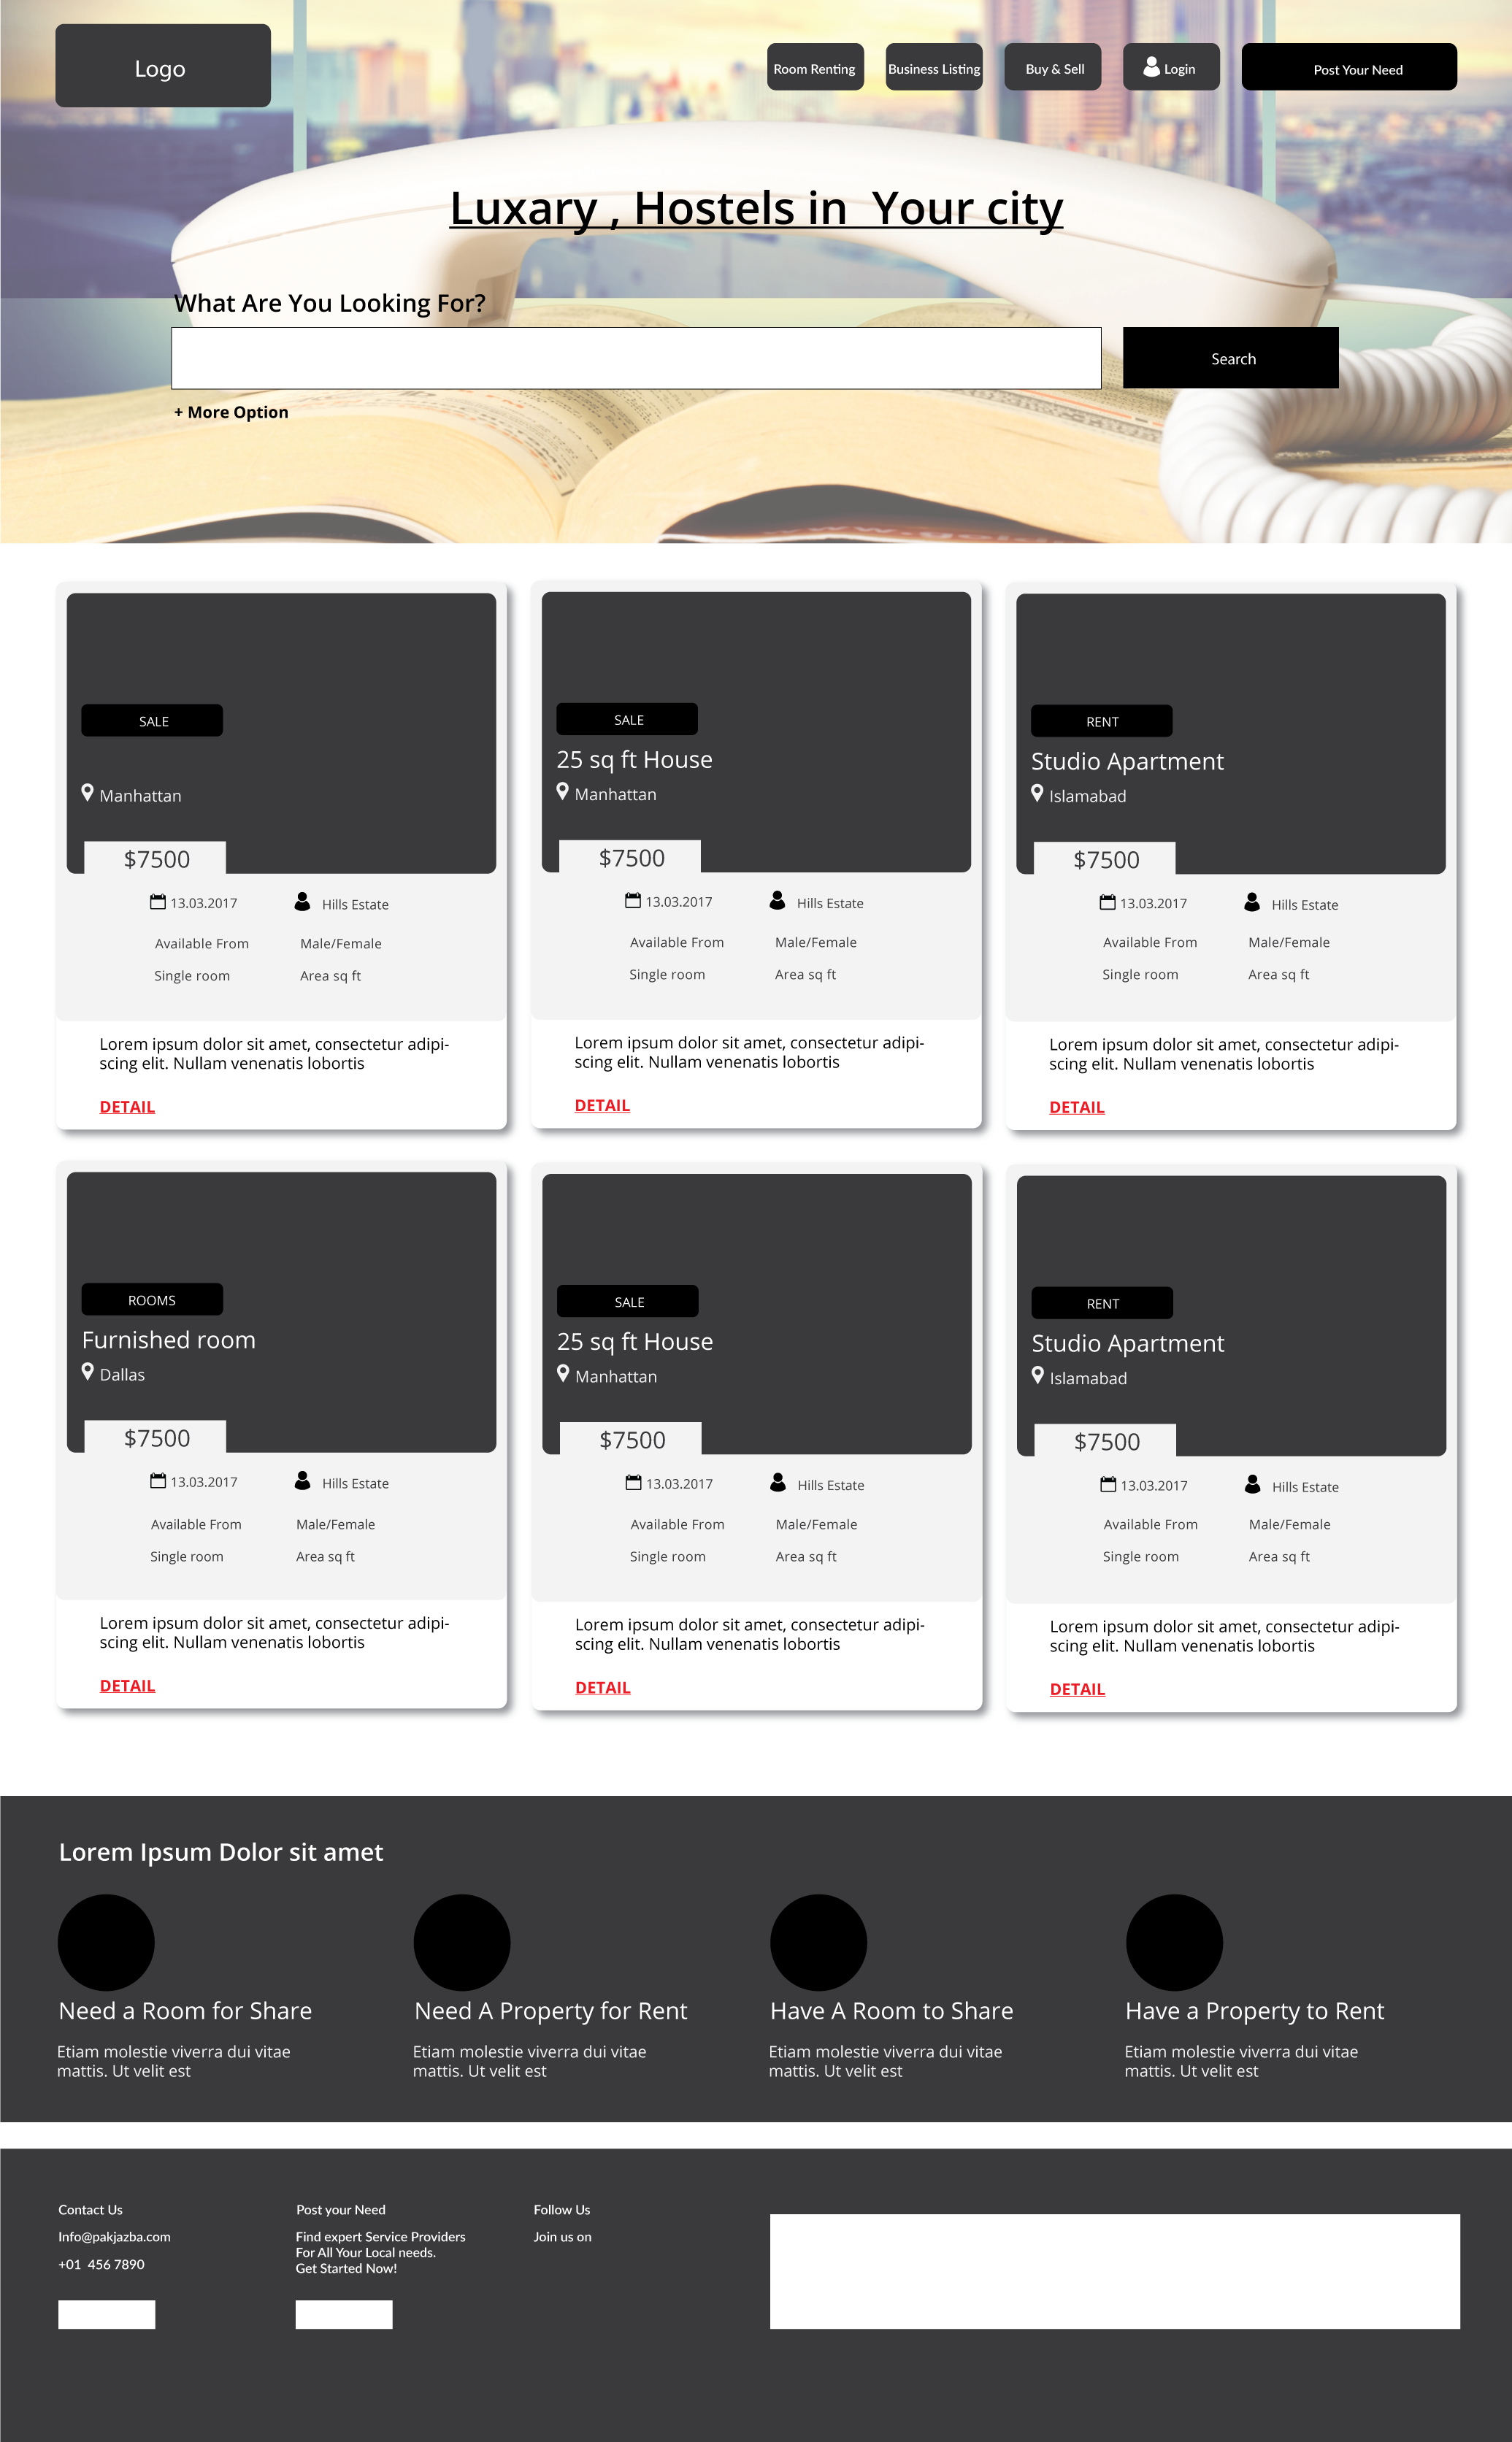 Logo
Room Renting
Business Listing
Buy & Sell
Login
Post Your Need
Luxary , Hostels in  Your city
What Are You Looking For?
Search
+ More Option
SALE
Manhattan
$7500
13.03.2017
Hills Estate
Available From
Male/Female
Single room
Area sq ft
Lorem ipsum dolor sit amet, consectetur adipi-
scing elit. Nullam venenatis lobortis
DETAIL
SALE
25 sq ft House
Manhattan
$7500
13.03.2017
Hills Estate
Available From
Male/Female
Single room
Area sq ft
Lorem ipsum dolor sit amet, consectetur adipi-
scing elit. Nullam venenatis lobortis
DETAIL
RENT
Studio Apartment
Islamabad
$7500
13.03.2017
Hills Estate
Available From
Male/Female
Single room
Area sq ft
Lorem ipsum dolor sit amet, consectetur adipi-
scing elit. Nullam venenatis lobortis
DETAIL
ROOMS
Furnished room
Dallas
$7500
13.03.2017
Hills Estate
Available From
Male/Female
Single room
Area sq ft
Lorem ipsum dolor sit amet, consectetur adipi-
scing elit. Nullam venenatis lobortis
DETAIL
SALE
25 sq ft House
Manhattan
$7500
13.03.2017
Hills Estate
Available From
Male/Female
Single room
Area sq ft
Lorem ipsum dolor sit amet, consectetur adipi-
scing elit. Nullam venenatis lobortis
DETAIL
RENT
Studio Apartment
Islamabad
$7500
13.03.2017
Hills Estate
Available From
Male/Female
Single room
Area sq ft
Lorem ipsum dolor sit amet, consectetur adipi-
scing elit. Nullam venenatis lobortis
DETAIL
Lorem Ipsum Dolor sit amet
Need a Room for Share
Etiam molestie viverra dui vitae
mattis. Ut velit est
Need A Property for Rent
Etiam molestie viverra dui vitae
mattis. Ut velit est
Have A Room to Share
Etiam molestie viverra dui vitae
mattis. Ut velit est
Have a Property to Rent
Etiam molestie viverra dui vitae
mattis. Ut velit est
Contact Us
Info@pakjazba.com
+01  456 7890
Post your Need
Find expert Service Providers
For All Your Local needs.
Get Started Now!
Follow Us
Join us on